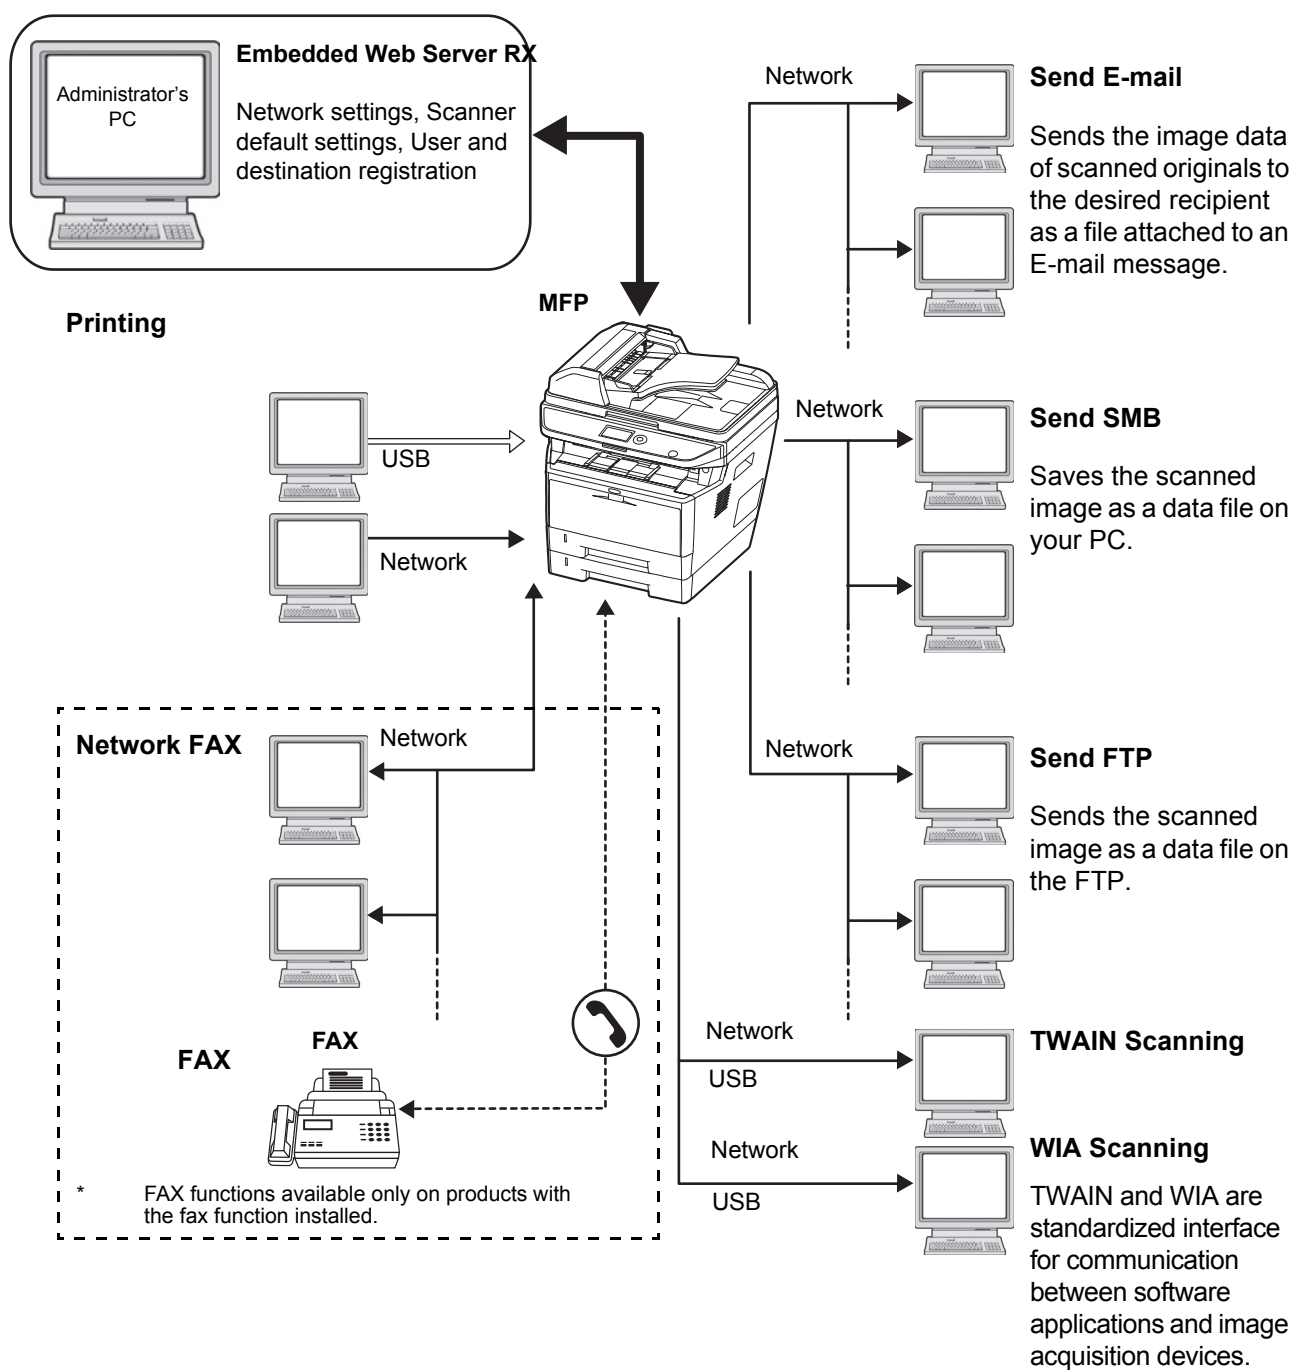 Embedded Web Server RX
Administrator's
PC
Network settings, Scanner
default settings, User and
destination registration
Network
Send E-mail
Sends the image data
of scanned originals to
the desired recipient
as a file attached to an
E-mail message.
MFP
Printing
USB
Network
Network
Send SMB
Saves the scanned
image as a data file on
your PC.
Network FAX
Network
Network
Send FTP
Sends the scanned
image as a data file on
the FTP.
FAX
FAX
* FAX functions available only on products with
the fax function installed.
Network
USB
TWAIN Scanning
Network
USB
WIA Scanning
TWAIN and WIA are
standardized interface
for communication
between software
applications and image
acquisition devices.